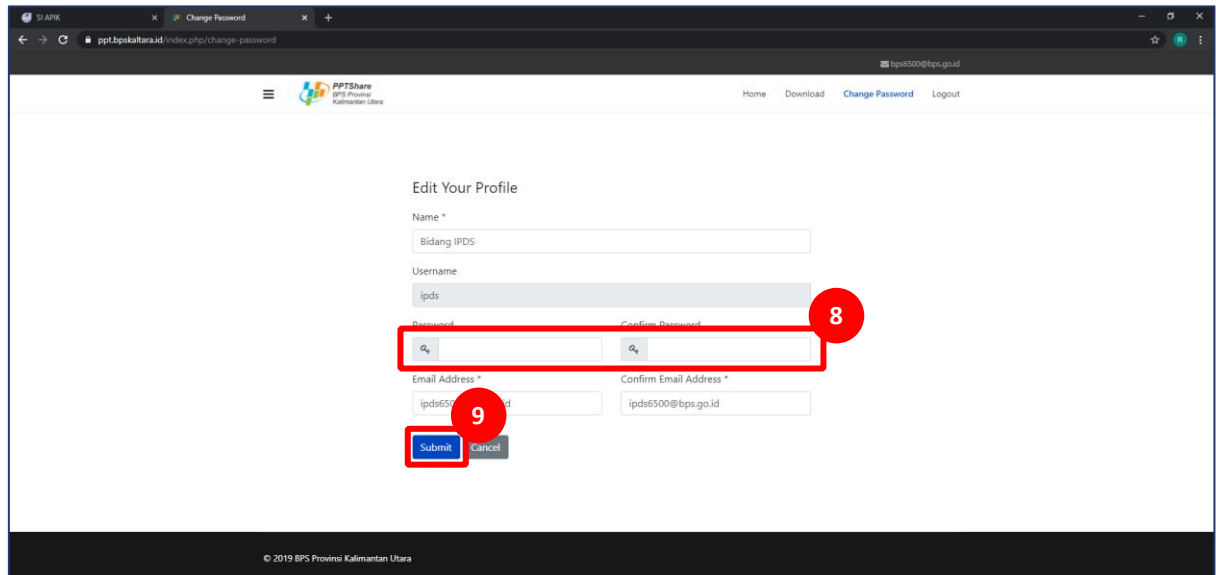 SI APIK
Change Password
ppt.bpskaltara.id/index.php/change-password
R
bps6500@bps.go.id
PPTShare
BPS Provinsi
Kalimantan Utara
Home Download Change Password Logout
Edit Your Profile
Name *
Bidang IPDS
Username
ipds
8
Password Confirm Password
Email Address * Confirm Email Address *
ipds6500@bps.go.id
9
Submit Cancel
© 2019 BPS Provinsi Kalimantan Utara